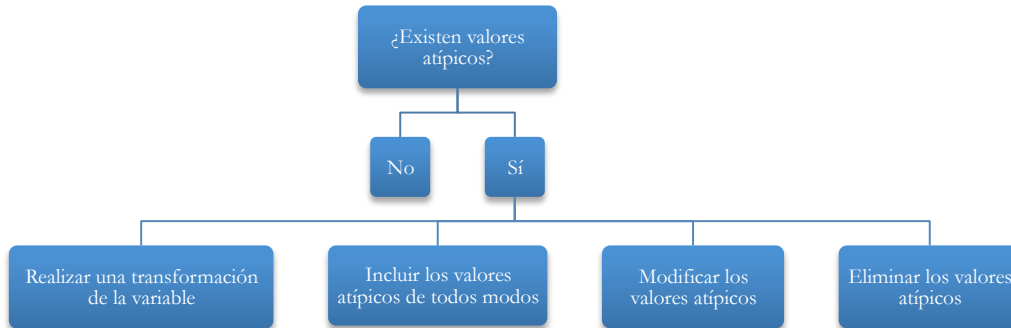 ¿Existen valores
atípicos?
No
Sí
Realizar una transformación
de la variable
Incluir los valores
atípicos de todos modos
Modificar los
valores atípicos
Eliminar los valores
atípicos